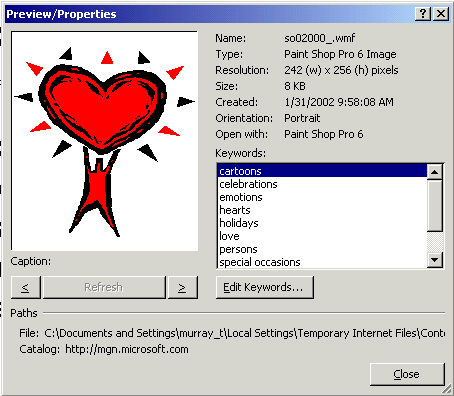 Preview/Properties
Name: so02000_.wmf
Type: Paint Shop Pro 6 Image
Resolution: 242 (w) x 256 (h) pixels
Size: 8 KB
Created: 1/31/2002 9:58:08 AM
Orientation: Portrait
Open with: Paint Shop Pro 6
Keywords:
cartoons
celebrations
emotions
hearts
holidays
love
persons
special occasions
Caption:
< Refresh > Edit Keywords...
Paths
File: C:\Documents and Settings\murray_t\Local Settings\Temporary Internet Files\Conte
Catalog: http://mgn.microsoft.com
Close